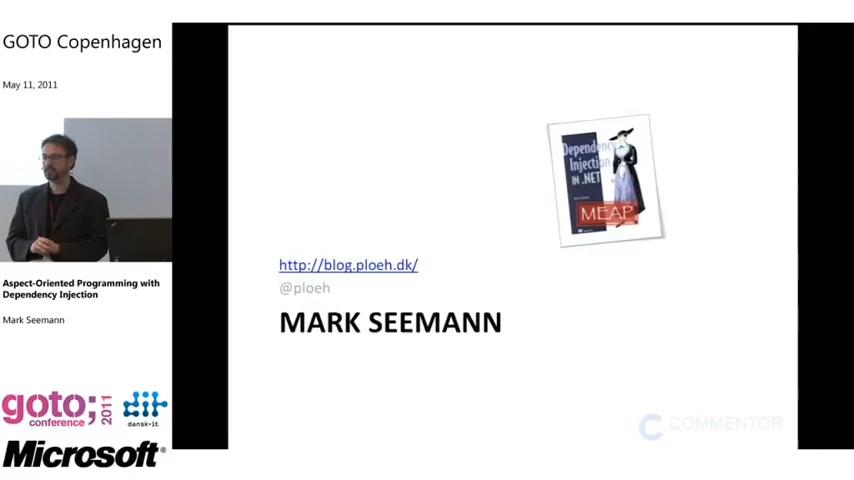 GOTO Copenhagen
May 11, 2011
Aspect-Oriented Programming with
Dependency Injection
Mark Seemann
goto;
conference
2011
dansk-it
Microsoft®
Dependency
Injection
IN .NET
MEAP
http://blog.ploeh.dk/
@ploeh
MARK SEEMANN
COMMENTOR